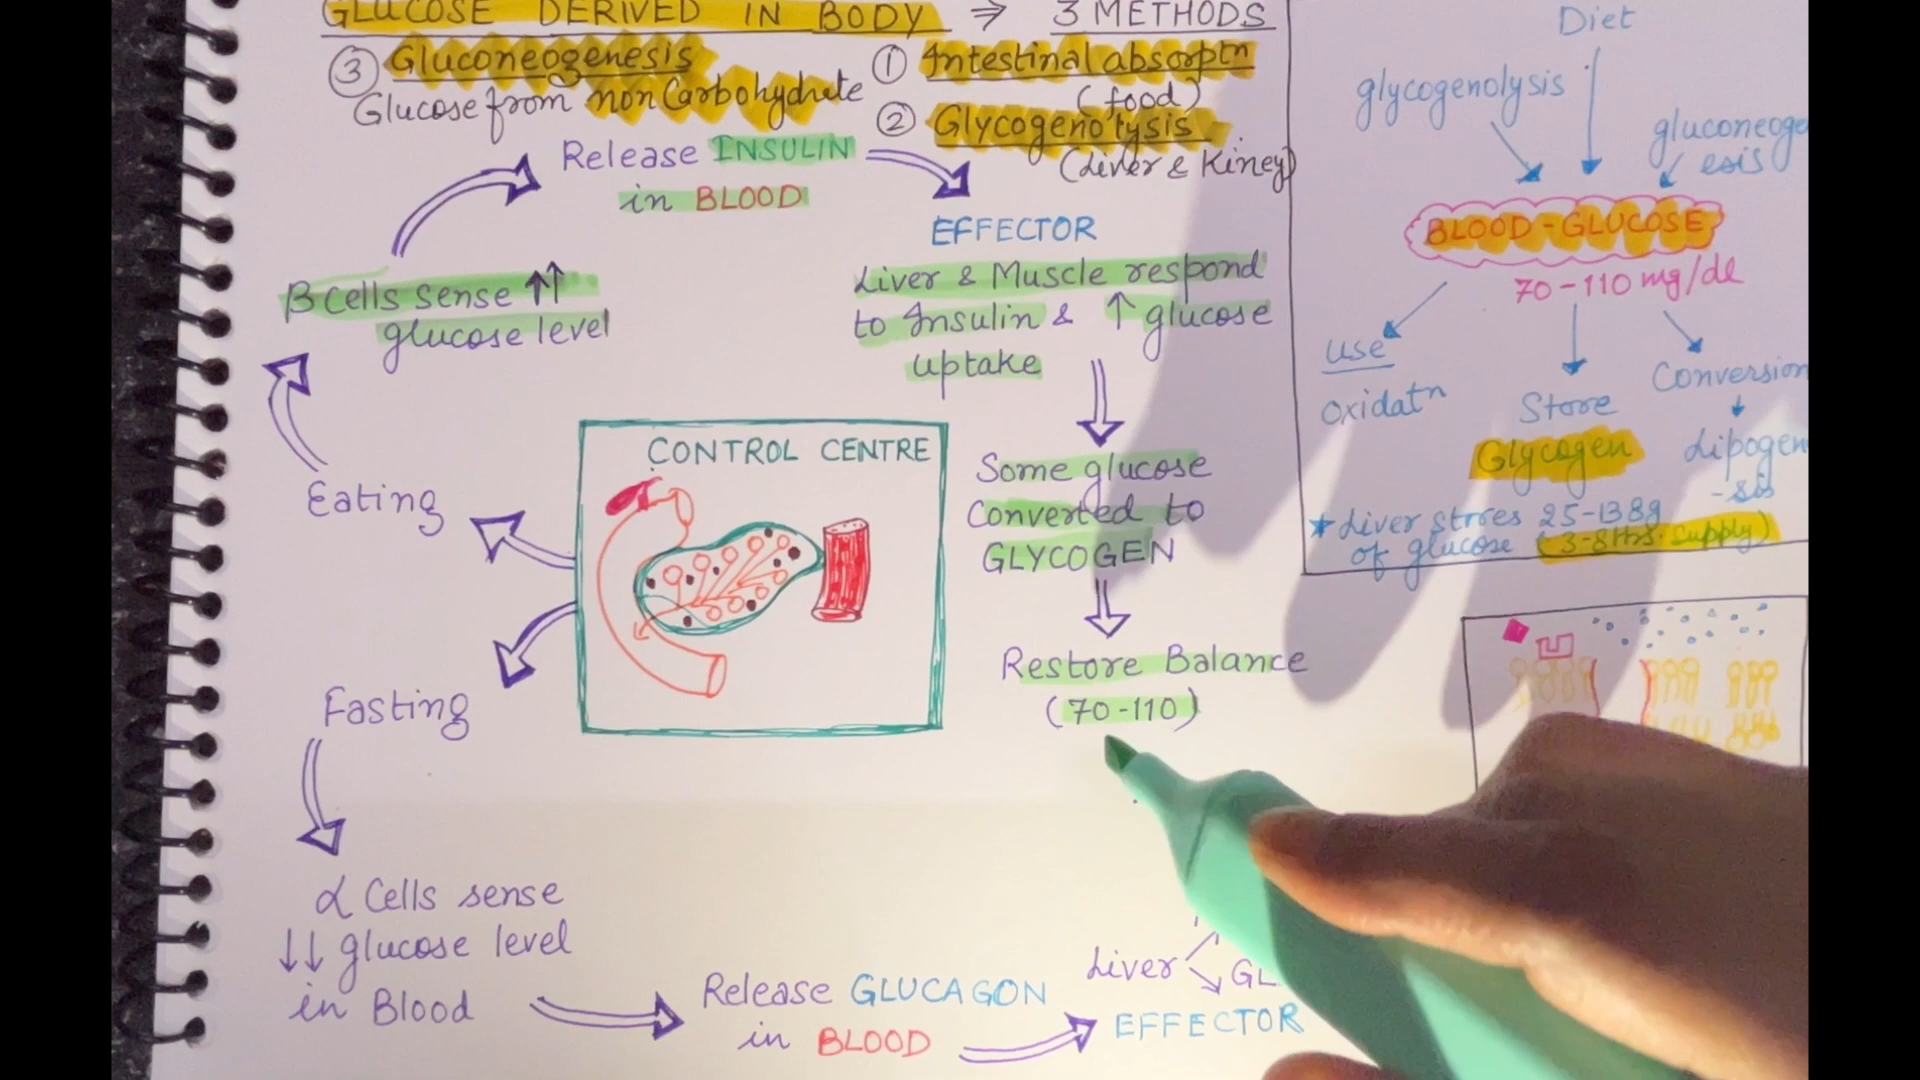 GLUCOSE DERIVED IN BODY ⇒ 3 METHODS
③ Gluconeogenesis
Glucose from non Carbohydrate
① Intestinal absorptn
(food)
② Glycogenolysis
(Liver & Kiney)
Release INSULIN
in BLOOD
β Cells sense ↑↑
glucose level
EFFECTOR
Liver & Muscle respond
to Insulin & ↑ glucose
uptake
Eating
CONTROL CENTRE
Some glucose
Converted to
GLYCOGEN
Fasting
Restore Balance
(70-110)
α Cells sense
↓↓ glucose level
in Blood
Release GLUCAGON
in BLOOD
Liver
GL
EFFECTOR
Diet
glycogenolysis
gluconeoge
esis
BLOOD-GLUCOSE
70-110 mg/dl
use
oxidatn
Store
Glycogen
Conversion
Lipogen
-sis
* Liver stores 25-138g
of glucose (3-8Hrs. supply)